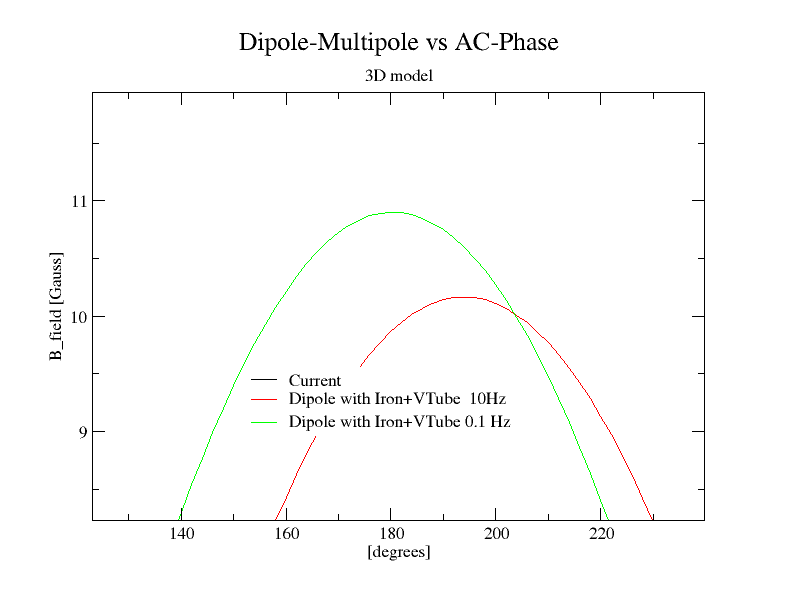 Dipole-Multipole vs AC-Phase
3D model
11
10
9
B_field [Gauss]
Current
Dipole with Iron+VTube  10Hz
Dipole with Iron+VTube 0.1 Hz
140 160 180 200 220
[degrees]